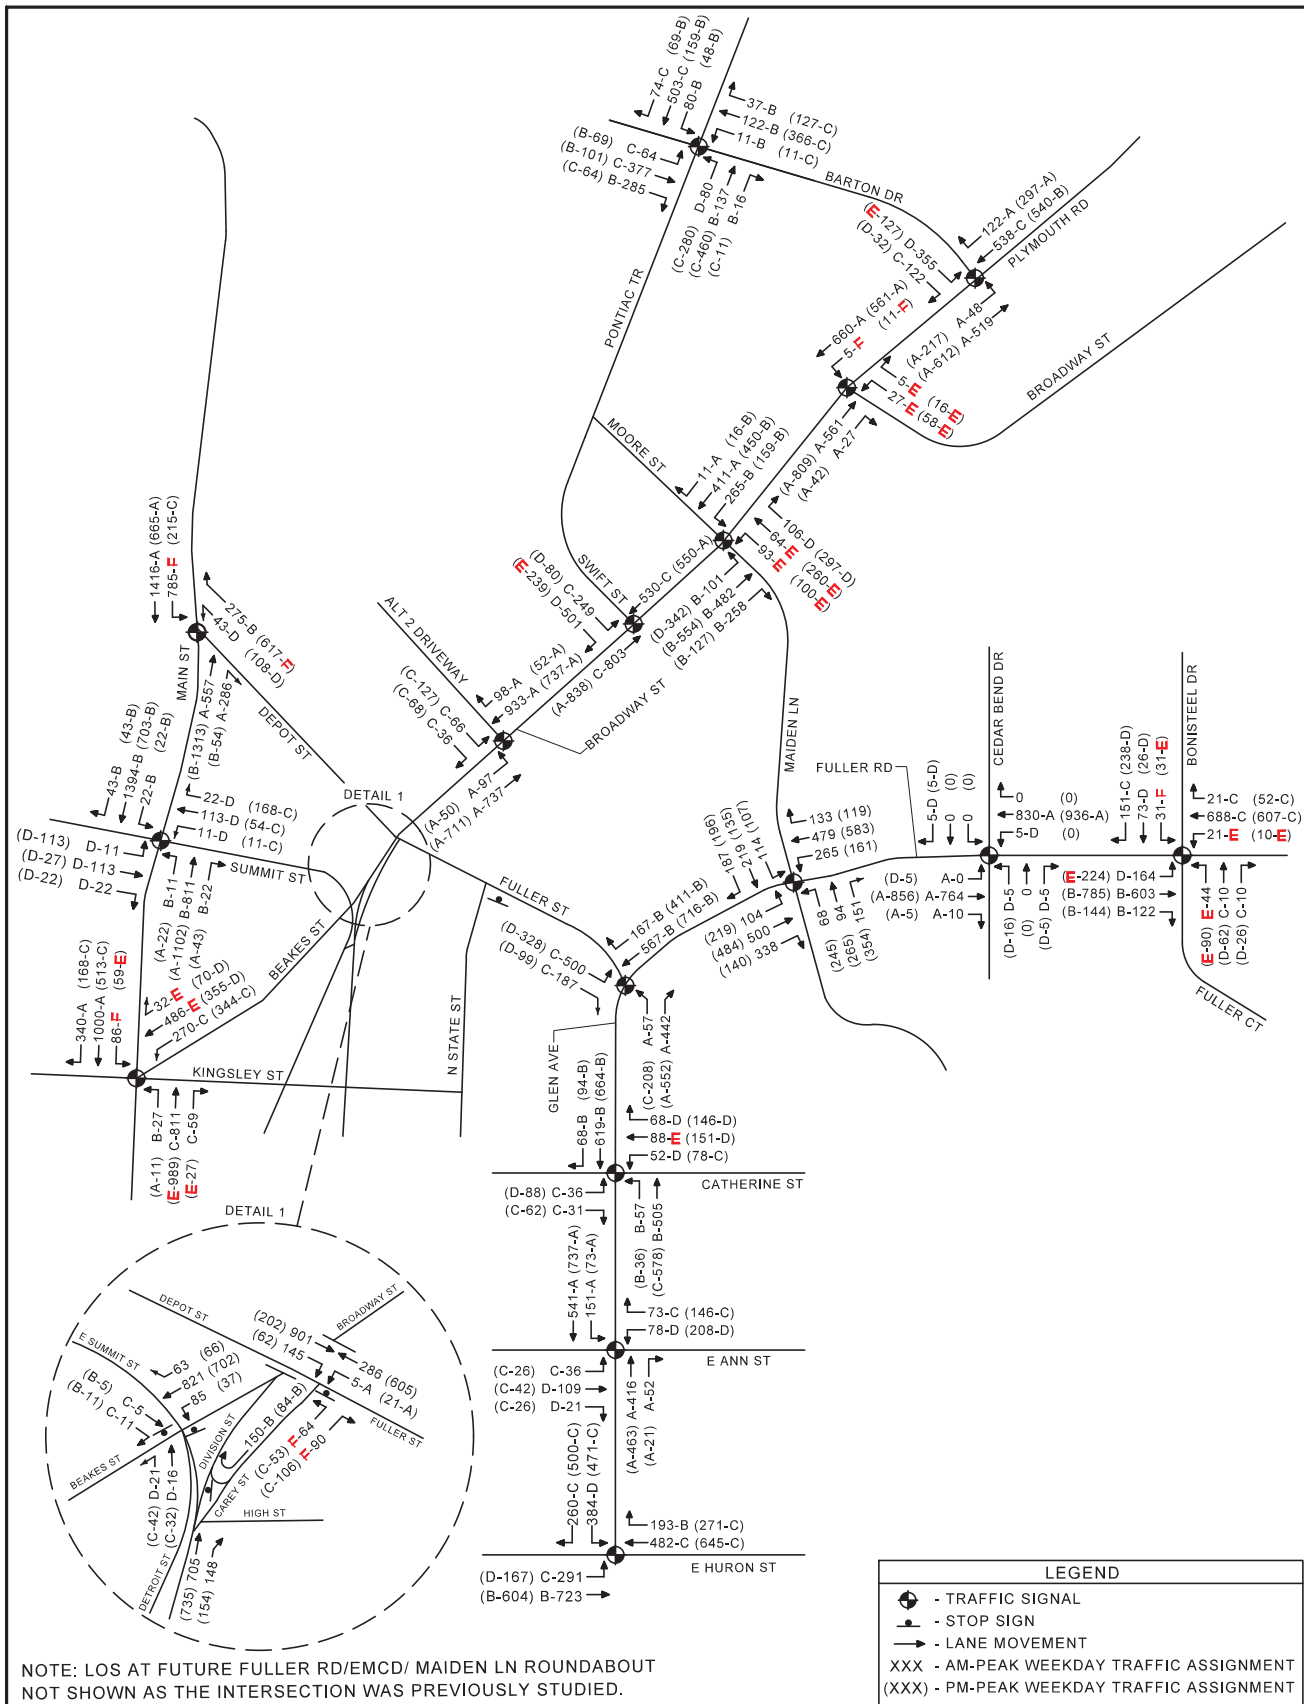 74-C (69-B)
503-C (159-B)
80-B (48-B)
37-B (127-C)
122-B (366-C)
11-B (11-C)
(B-69) C-64
(B-101) C-377
(C-64) B-285
(C-280) D-80
(C-460) B-137
(C-11) B-16
BARTON DR
PONTIAC TR
(E-127) D-355
(D-32) C-122
122-A (297-A)
538-C (540-B)
PLYMOUTH RD
660-A (561-A)
5-F (11-F)
(A-217) A-48
(A-612) A-519
5-E (16-E)
27-E (58-E)
BROADWAY ST
(A-809) A-561
(A-42) A-27
MOORE ST
11-A (16-B)
411-A (450-B)
265-B (159-B)
106-D (297-D)
64-E (260-E)
93-E (100-E)
(D-342) B-101
(B-554) B-482
(B-127) B-258
SWIFT ST
530-C (550-A)
(D-80) C-249
(E-239) D-501
(A-838) C-803
ALT 2 DRIVEWAY
98-A (52-A)
933-A (737-A)
(C-127) C-66
(C-68) C-36
BROADWAY ST
(A-50) A-97
(A-711) A-737
1416-A (665-A)
785-F (215-C)
275-B (617-F)
43-D (108-D)
MAIN ST
(B-1313) A-557
(B-54) A-286
DEPOT ST
43-B (43-B)
1394-B (703-B)
22-B (22-B)
22-D (168-C)
113-D (54-C)
11-D (11-C)
(D-113) D-11
(D-27) D-113
(D-22) D-22
(A-22) B-11
(A-1102) B-811
(A-43) B-22
SUMMIT ST
DETAIL 1
BEAKES ST
340-A (168-C)
1000-A (513-C)
86-F (59-E)
32-E (70-D)
486-E (355-D)
270-C (344-C)
KINGSLEY ST
(A-11) B-27
(E-989) C-811
(E-27) C-59
N STATE ST
FULLER ST
(D-328) C-500
(D-99) C-187
167-B (411-B)
567-B (716-B)
(C-208) A-57
(A-552) A-442
GLEN AVE
MAIDEN LN
187 (196)
219 (135)
114 (107)
133 (119)
479 (583)
265 (161)
(219) 104
(484) 500
(140) 338
(245) 68
(265) 94
(354) 151
FULLER RD
CEDAR BEND DR
5-D (5-D)
0 (0)
0 (0)
0 (0)
830-A (936-A)
5-D (0)
(D-5) A-0
(A-856) A-764
(A-5) A-10
(D-16) D-5
(0) 0
(D-5) D-5
BONISTEEL DR
151-C (238-D)
73-D (26-D)
31-F (31-E)
21-C (52-C)
688-C (607-C)
21-E (10-E)
(E-224) D-164
(B-785) B-603
(B-144) B-122
(E-90) E-44
(D-62) C-10
(D-26) C-10
FULLER CT
68-B (94-B)
619-B (664-B)
68-D (146-D)
88-E (151-D)
52-D (78-C)
CATHERINE ST
(D-88) C-36
(C-62) C-31
(B-36) B-57
(C-578) B-505
541-A (737-A)
151-A (73-A)
73-C (146-C)
78-D (208-D)
E ANN ST
(C-26) C-36
(C-42) D-109
(C-26) D-21
(A-463) A-416
(A-21) A-52
260-C (500-C)
384-D (471-C)
193-B (271-C)
482-C (645-C)
E HURON ST
(D-167) C-291
(B-604) B-723
DETAIL 1
DEPOT ST
BROADWAY ST
E SUMMIT ST
(202) 901
(62) 145
286 (605)
5-A (21-A)
FULLER ST
63 (66)
821 (702)
85 (37)
(B-5) C-5
(B-11) C-11
BEAKES ST
DIVISION ST
150-B (84-B)
CAREY ST
(C-53) F-64
(C-106) F-90
HIGH ST
(C-42) D-21
(C-32) D-16
DETROIT ST
(735) 705
(154) 148
NOTE: LOS AT FUTURE FULLER RD/EMCD/ MAIDEN LN ROUNDABOUT
NOT SHOWN AS THE INTERSECTION WAS PREVIOUSLY STUDIED.
LEGEND
- TRAFFIC SIGNAL
- STOP SIGN
- LANE MOVEMENT
XXX - AM-PEAK WEEKDAY TRAFFIC ASSIGNMENT
(XXX) - PM-PEAK WEEKDAY TRAFFIC ASSIGNMENT